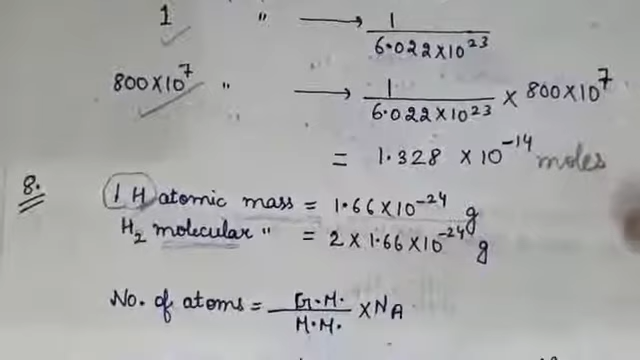 1 " ⟶ 1 / 6.022×10^23
800×10^7 " ⟶ 1 / 6.022×10^23 × 800×10^7
= 1.328 × 10^-14 moles
8. 1 H atomic mass = 1.66×10^-24 g
H2 molecular " = 2 × 1.66×10^-24 g
No. of atoms = G.M. / M.M. × NA